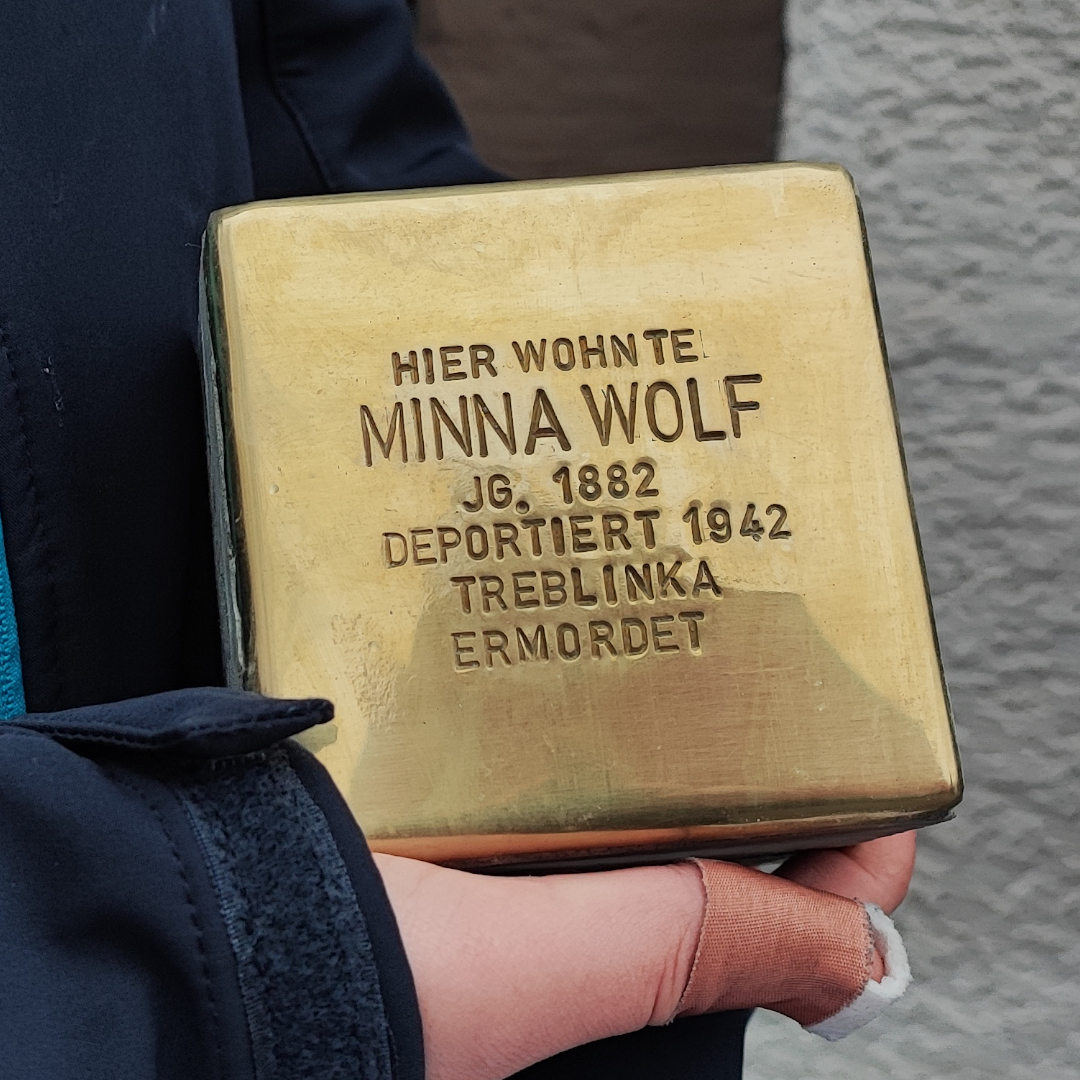 HIER WOHNTE
MINNA WOLF
JG. 1882
DEPORTIERT 1942
TREBLINKA
ERMORDET